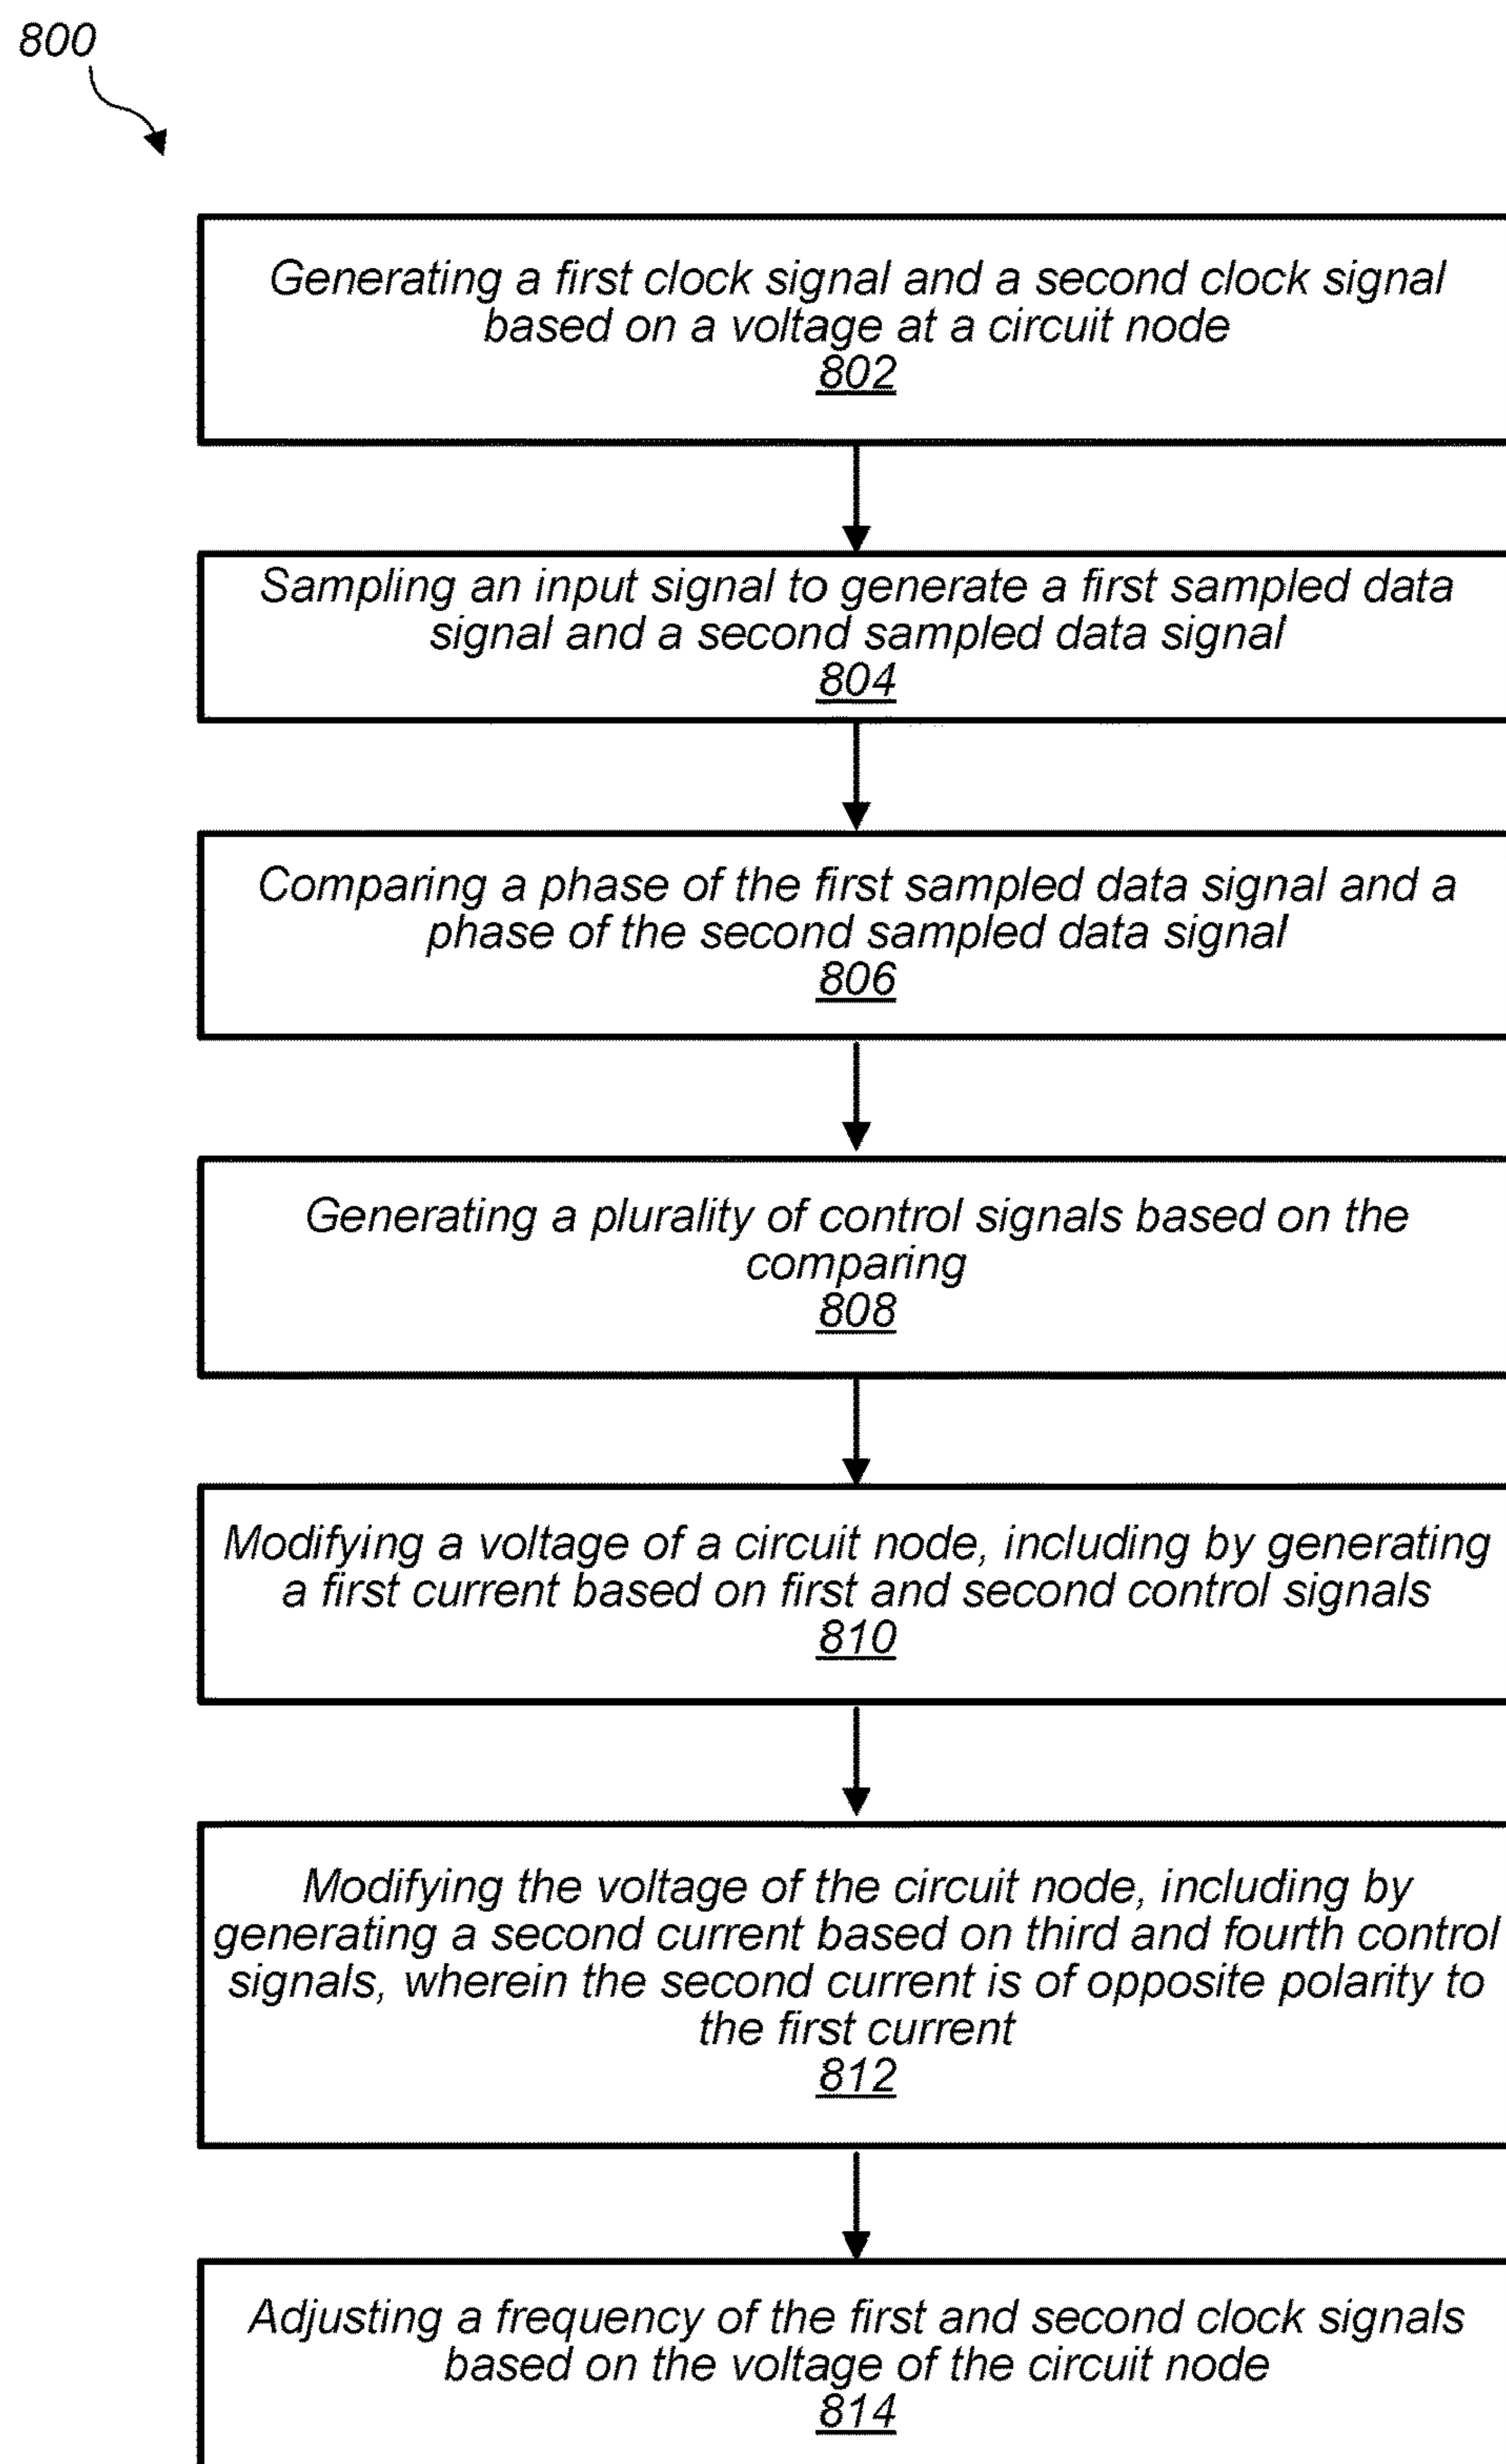 800
Generating a first clock signal and a second clock signal
based on a voltage at a circuit node
802
Sampling an input signal to generate a first sampled data
signal and a second sampled data signal
804
Comparing a phase of the first sampled data signal and a
phase of the second sampled data signal
806
Generating a plurality of control signals based on the
comparing
808
Modifying a voltage of a circuit node, including by generating
a first current based on first and second control signals
810
Modifying the voltage of the circuit node, including by
generating a second current based on third and fourth control
signals, wherein the second current is of opposite polarity to
the first current
812
Adjusting a frequency of the first and second clock signals
based on the voltage of the circuit node
814